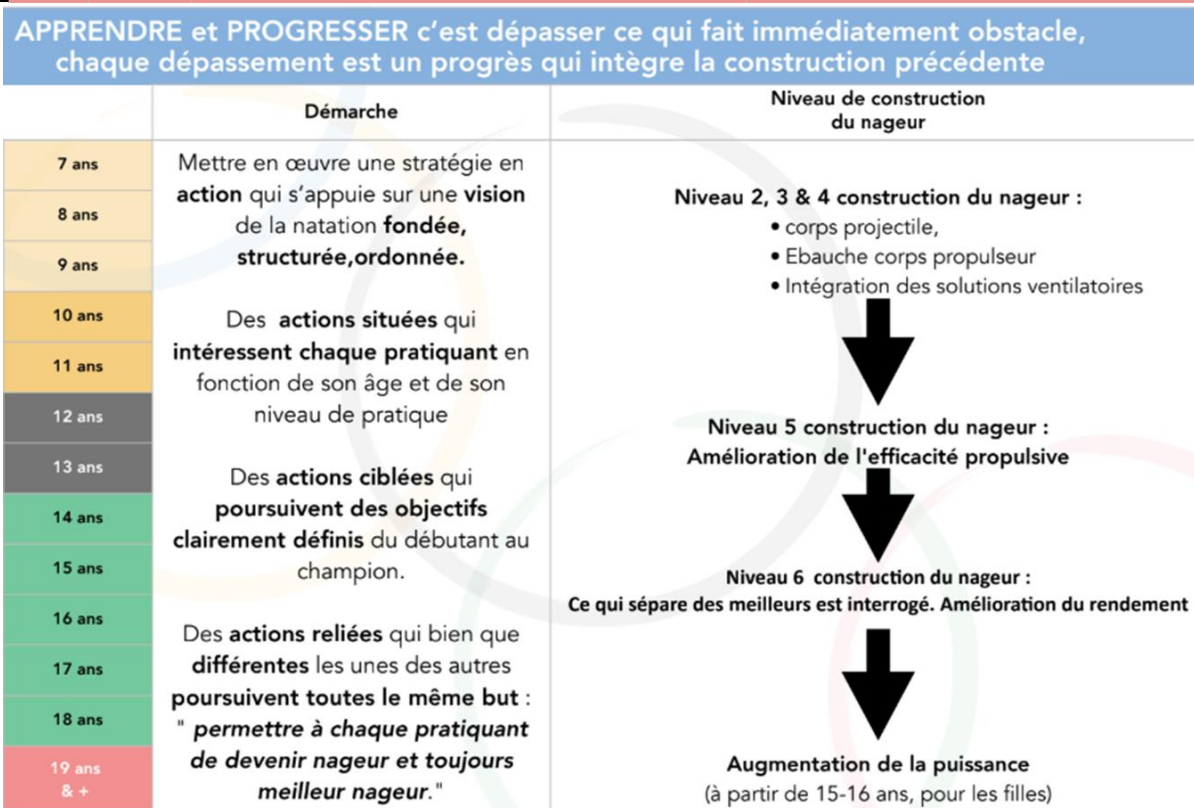 APPRENDRE et PROGRESSER c’est dépasser ce qui fait immédiatement obstacle,
chaque dépassement est un progrès qui intègre la construction précédente
Démarche
Niveau de construction
du nageur
7 ans
8 ans
9 ans
10 ans
11 ans
12 ans
13 ans
14 ans
15 ans
16 ans
17 ans
18 ans
19 ans
& +
Mettre en œuvre une stratégie en
action qui s’appuie sur une vision
de la natation fondée,
structurée,ordonnée.
Des actions situées qui
intéressent chaque pratiquant en
fonction de son âge et de son
niveau de pratique
Des actions ciblées qui
poursuivent des objectifs
clairement définis du débutant au
champion.
Des actions reliées qui bien que
différentes les unes des autres
poursuivent toutes le même but :
" permettre à chaque pratiquant
de devenir nageur et toujours
meilleur nageur."
Niveau 2, 3 & 4 construction du nageur :
• corps projectile,
• Ebauche corps propulseur
• Intégration des solutions ventilatoires
Niveau 5 construction du nageur :
Amélioration de l'efficacité propulsive
Niveau 6 construction du nageur :
Ce qui sépare des meilleurs est interrogé. Amélioration du rendement
Augmentation de la puissance
(à partir de 15-16 ans, pour les filles)